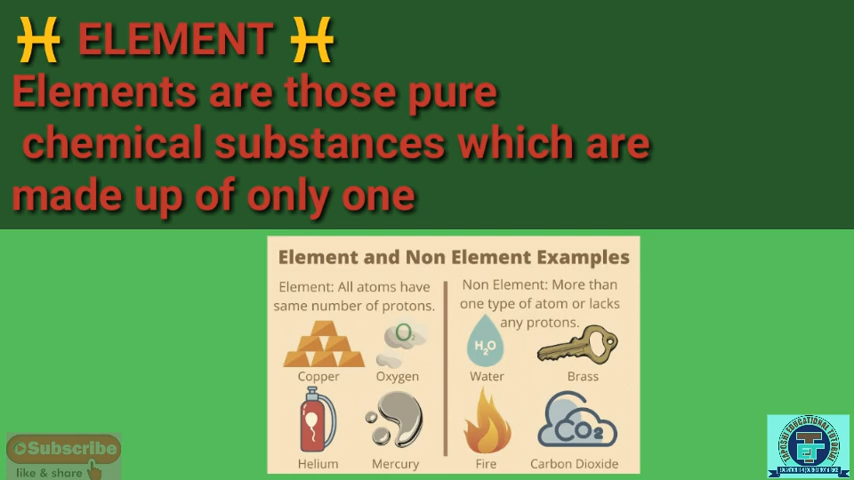 ELEMENT
Elements are those pure
chemical substances which are
made up of only one
Element and Non Element Examples
Element: All atoms have
same number of protons.
Non Element: More than
one type of atom or lacks
any protons.
O₂
H₂O
Copper
Oxygen
Water
Brass
CO₂
Helium
Mercury
Fire
Carbon Dioxide
Subscribe
like & share